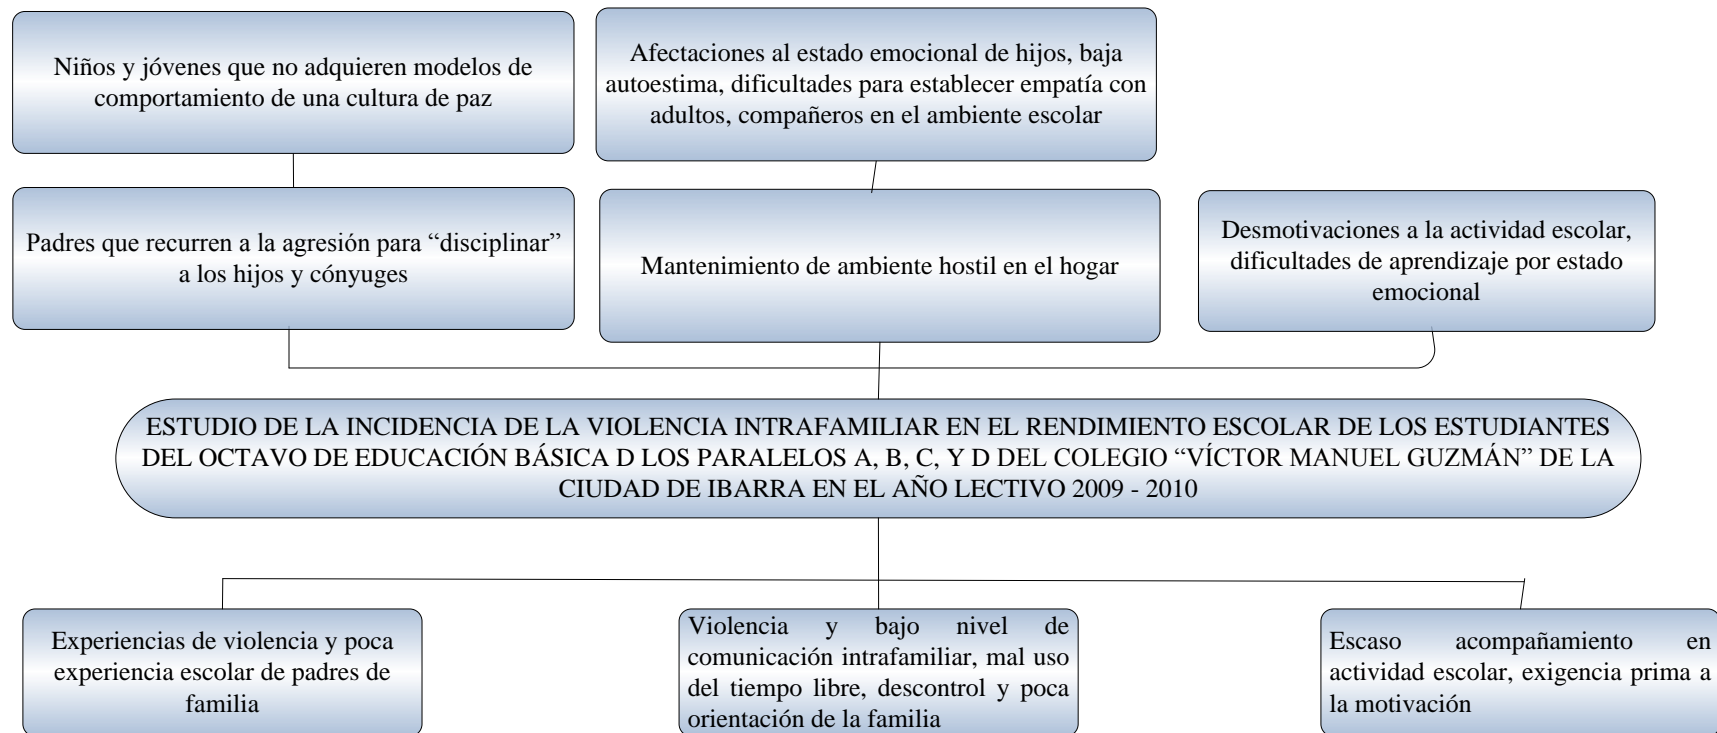 Niños y jóvenes que no adquieren modelos de
comportamiento de una cultura de paz
Afectaciones al estado emocional de hijos, baja
autoestima, dificultades para establecer empatía con
adultos, compañeros en el ambiente escolar
Padres que recurren a la agresión para “disciplinar”
a los hijos y cónyuges
Mantenimiento de ambiente hostil en el hogar
Desmotivaciones a la actividad escolar,
dificultades de aprendizaje por estado
emocional
ESTUDIO DE LA INCIDENCIA DE LA VIOLENCIA INTRAFAMILIAR EN EL RENDIMIENTO ESCOLAR DE LOS ESTUDIANTES
DEL OCTAVO DE EDUCACIÓN BÁSICA D LOS PARALELOS A, B, C, Y D DEL COLEGIO “VÍCTOR MANUEL GUZMÁN” DE LA
CIUDAD DE IBARRA EN EL AÑO LECTIVO 2009 - 2010
Experiencias de violencia y poca
experiencia escolar de padres de
familia
Violencia y bajo nivel de
comunicación intrafamiliar, mal uso
del tiempo libre, descontrol y poca
orientación de la familia
Escaso acompañamiento en
actividad escolar, exigencia prima a
la motivación